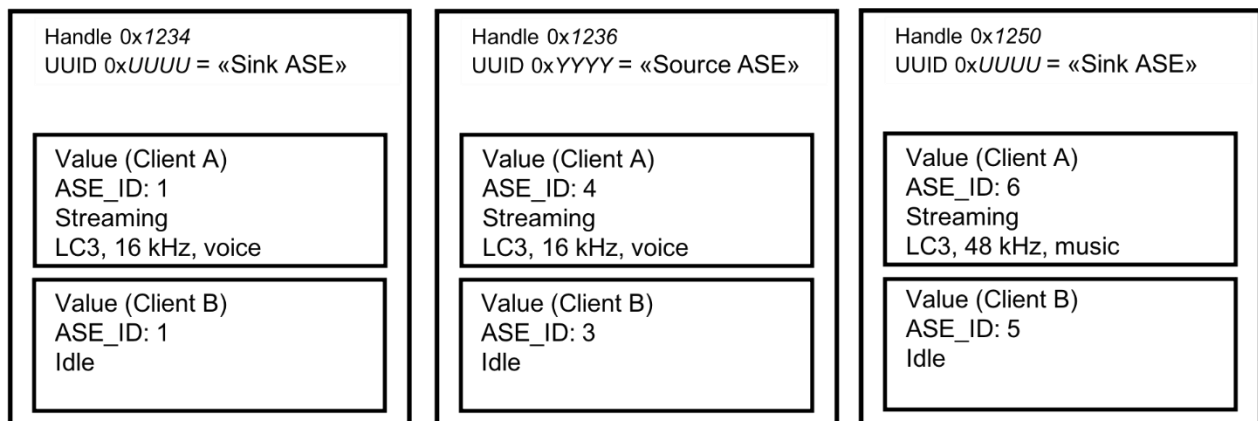 Handle 0x1234
UUID 0xUUUU = «Sink ASE»
Value (Client A)
ASE_ID: 1
Streaming
LC3, 16 kHz, voice
Value (Client B)
ASE_ID: 1
Idle
Handle 0x1236
UUID 0xYYYY = «Source ASE»
Value (Client A)
ASE_ID: 4
Streaming
LC3, 16 kHz, voice
Value (Client B)
ASE_ID: 3
Idle
Handle 0x1250
UUID 0xUUUU = «Sink ASE»
Value (Client A)
ASE_ID: 6
Streaming
LC3, 48 kHz, music
Value (Client B)
ASE_ID: 5
Idle